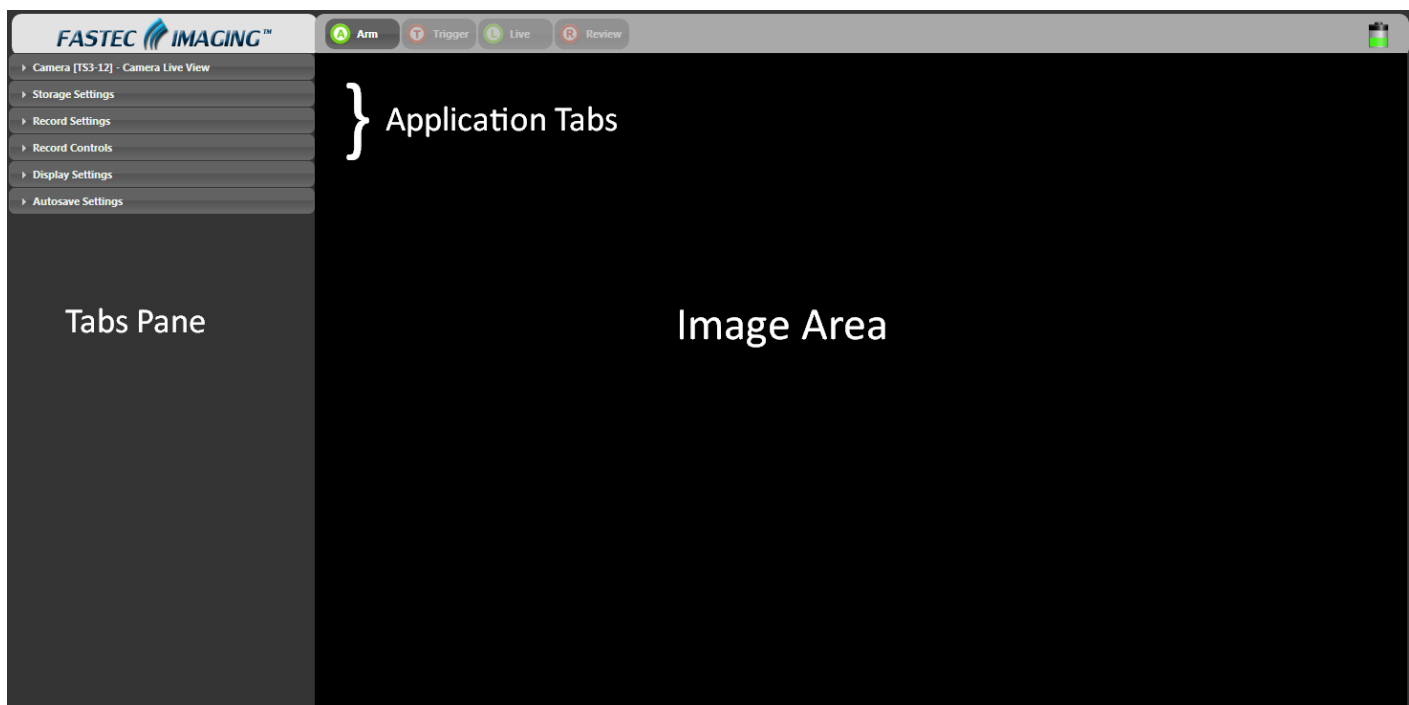 FASTEC IMAGING™
A Arm T Trigger L Live R Review
Camera [TS3-12] - Camera Live View
Storage Settings
Record Settings
Record Controls
Display Settings
Autosave Settings
} Application Tabs
Tabs Pane
Image Area